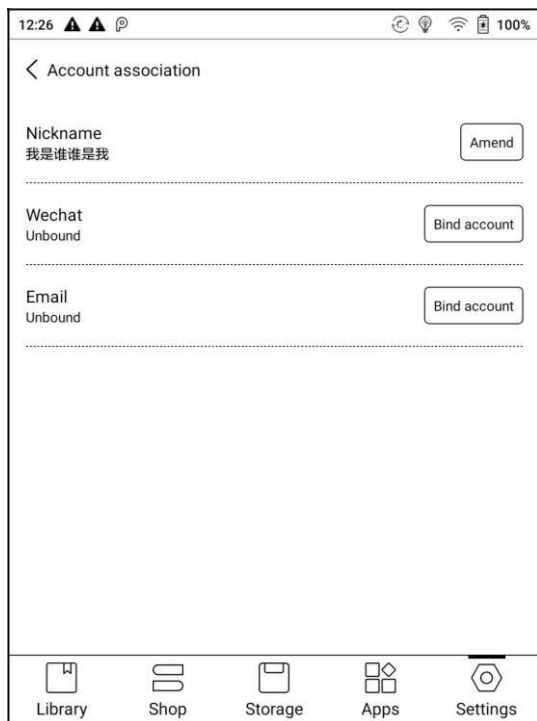 12:26 100%
Account association
Nickname
我是谁谁是我
Amend
Wechat
Unbound
Bind account
Email
Unbound
Bind account
Library Shop Storage Apps Settings